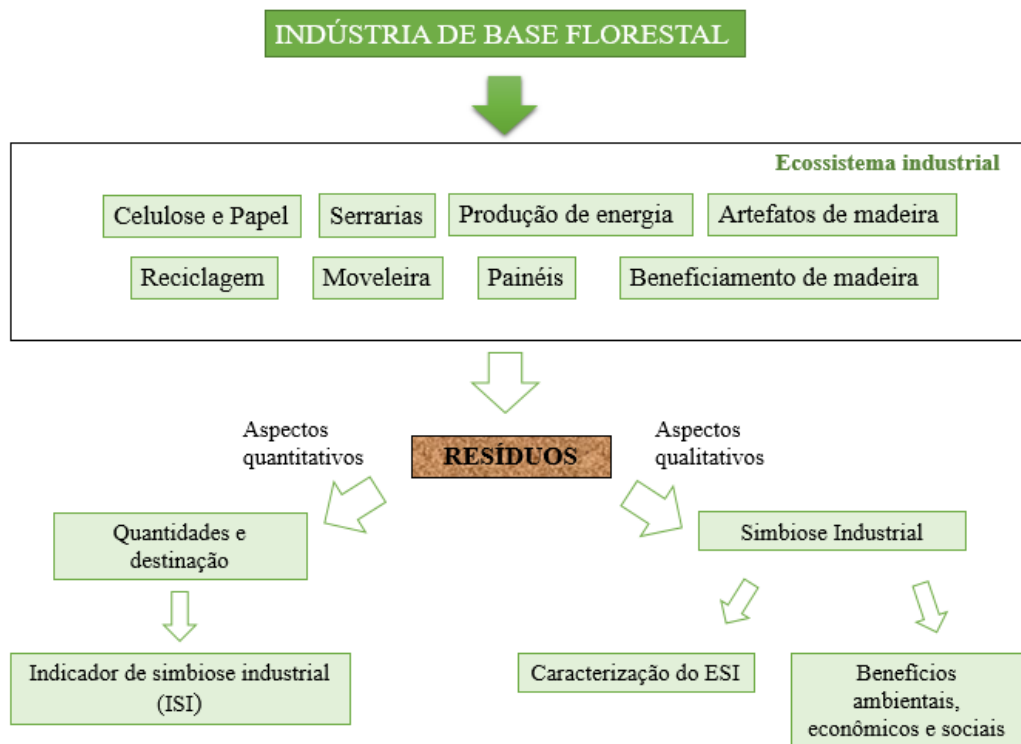 INDÚSTRIA DE BASE FLORESTAL
Ecossistema industrial
Celulose e Papel
Serrarias
Produção de energia
Artefatos de madeira
Reciclagem
Moveleira
Painéis
Beneficiamento de madeira
Aspectos
quantitativos
RESÍDUOS
Aspectos
qualitativos
Quantidades e
destinação
Simbiose Industrial
Indicador de simbiose industrial
(ISI)
Caracterização do ESI
Benefícios
ambientais,
econômicos e sociais